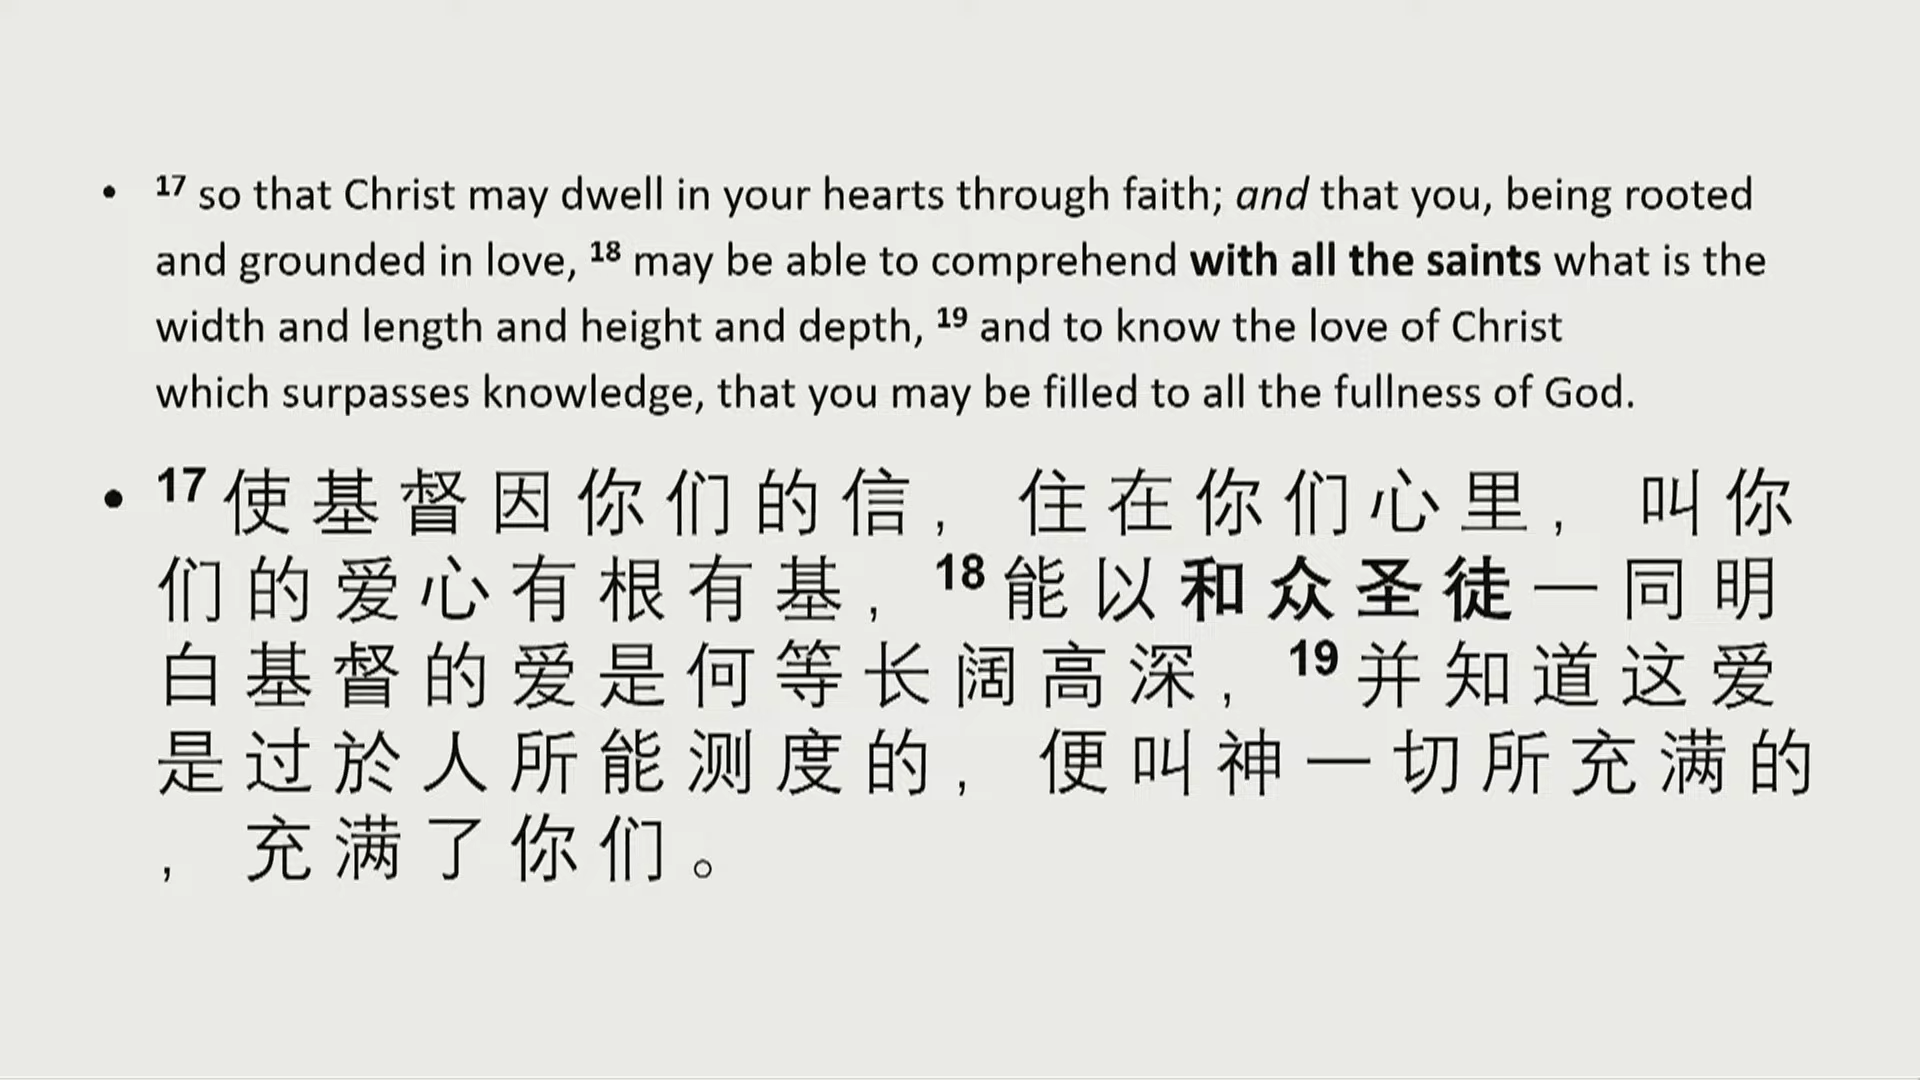 • 17 so that Christ may dwell in your hearts through faith; and that you, being rooted
and grounded in love, 18 may be able to comprehend with all the saints what is the
width and length and height and depth, 19 and to know the love of Christ
which surpasses knowledge, that you may be filled to all the fullness of God.
• 17 使基督因你们的信，住在你们心里，叫你
们的爱心有根有基，18 能以和众圣徒一同明
白基督的爱是何等长阔高深，19 并知道这爱
是过於人所能测度的，便叫神一切所充满的
，充满了你们。